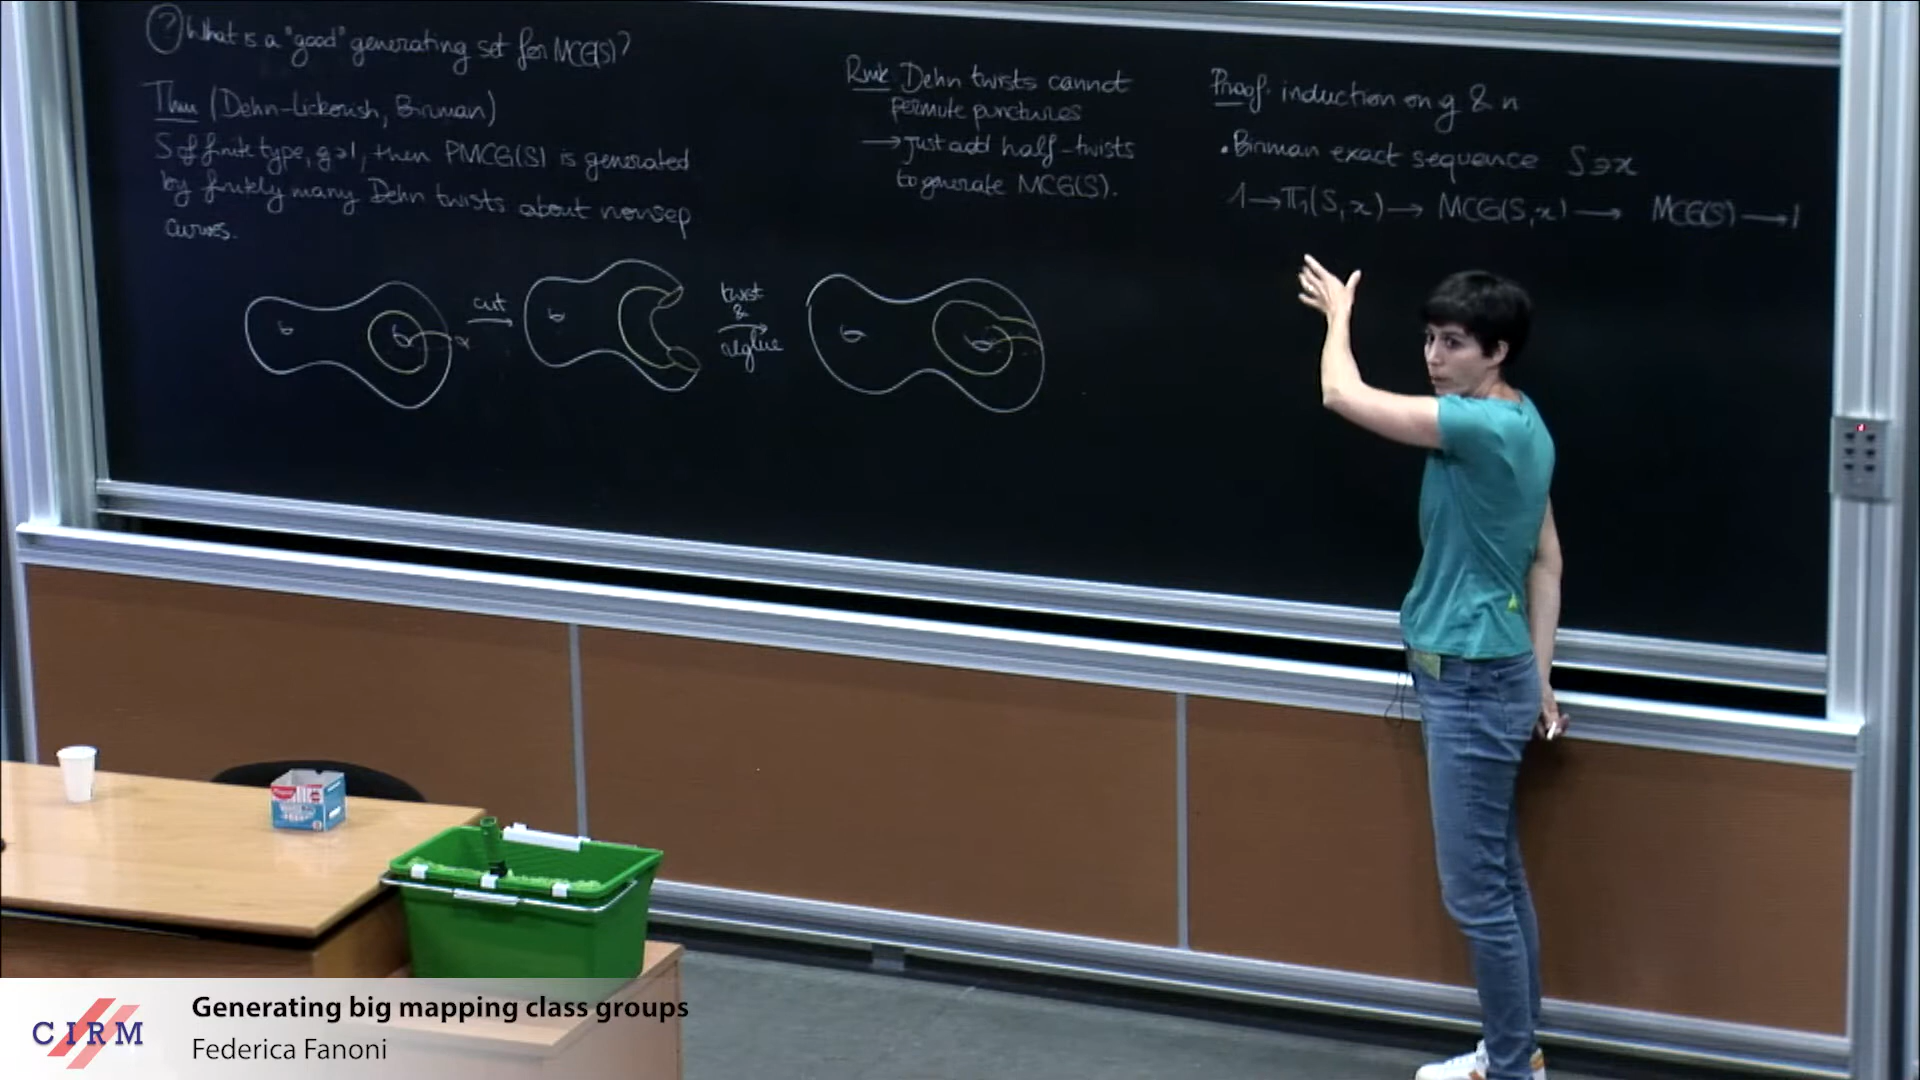 ? What is a "good" generating set for MCG(S)?
Thm (Dehn-Lickorish, Birman)
S of finite type, g≥1, then PMCG(S) is generated
by finitely many Dehn twists about nonsep
curves.
α
cut
twist
&
reglue
Rmk Dehn twists cannot
permute punctures
→ just add half-twists
to generate MCG(S).
Proof: induction on g & n
• Birman exact sequence S∋x
1→π₁(S,x)→ MCG(S,x) → MCG(S) →1
CIRM
Generating big mapping class groups
Federica Fanoni